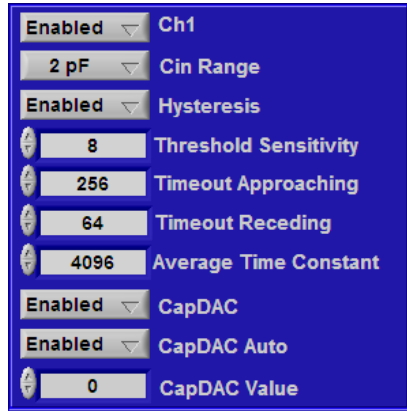 Enabled Ch1
2 pF Cin Range
Enabled Hysteresis
8 Threshold Sensitivity
256 Timeout Approaching
64 Timeout Receding
4096 Average Time Constant
Enabled CapDAC
Enabled CapDAC Auto
0 CapDAC Value